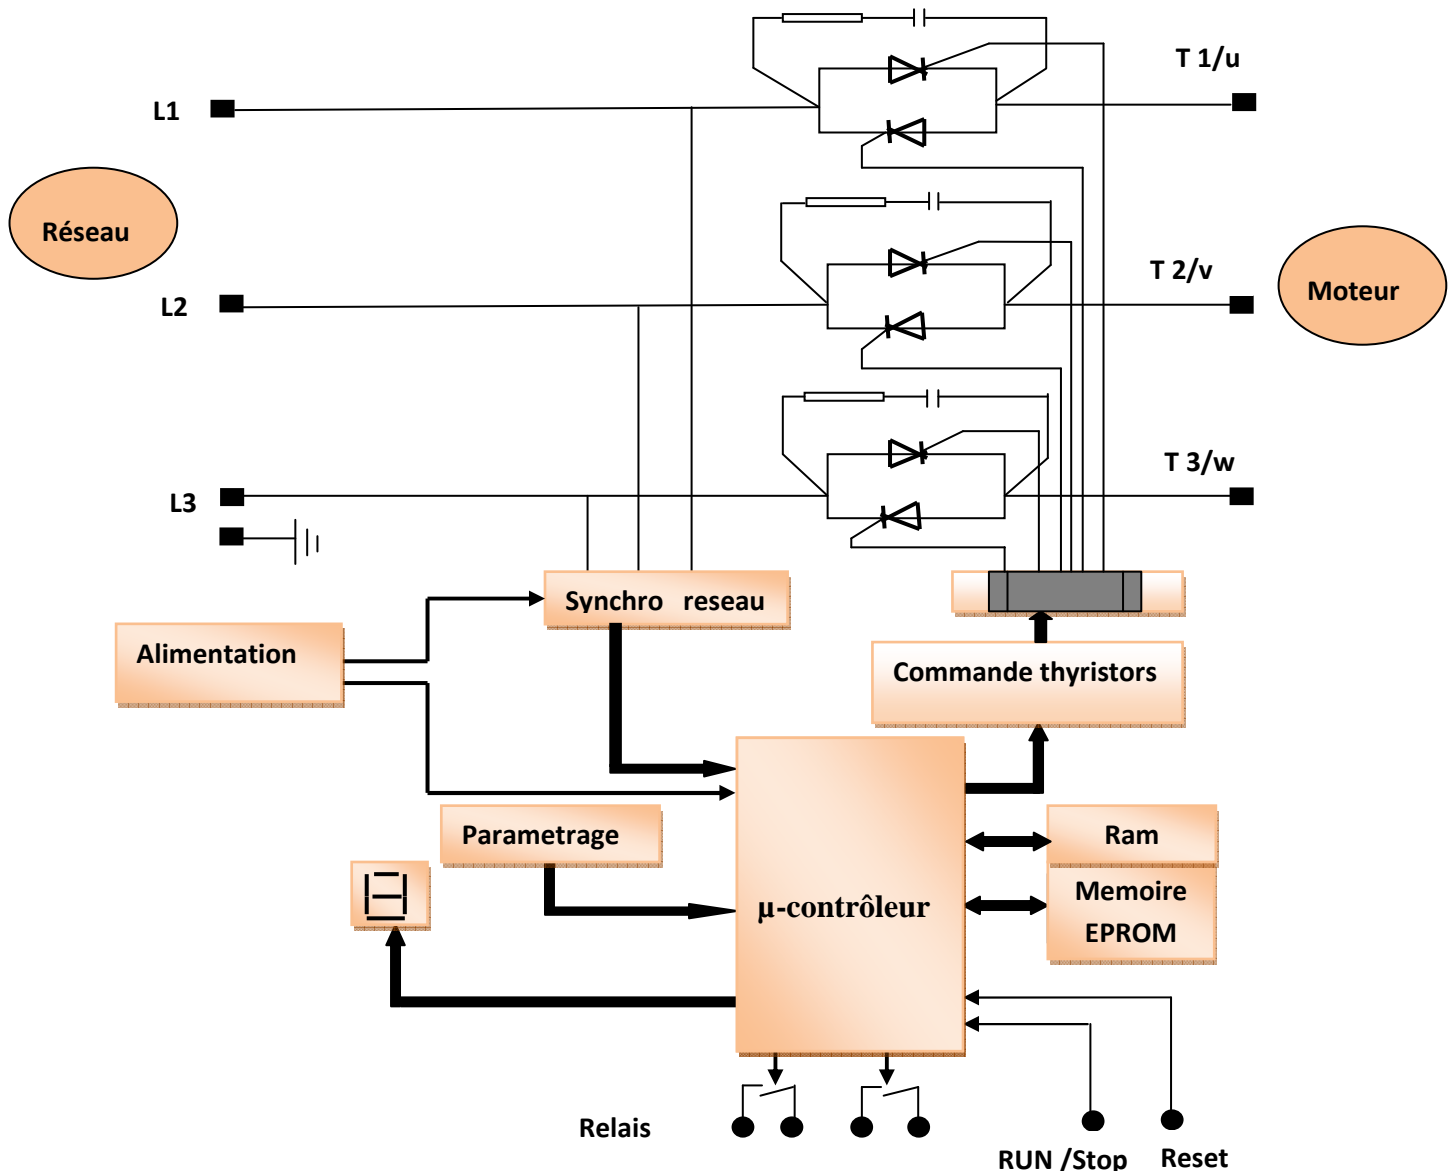 T 1/u
L1
Réseau
T 2/v
L2
Moteur
T 3/w
L3
Synchro reseau
Alimentation
Commande thyristors
Parametrage
Ram
Memoire
EPROM
µ-contrôleur
Relais
RUN /Stop
Reset